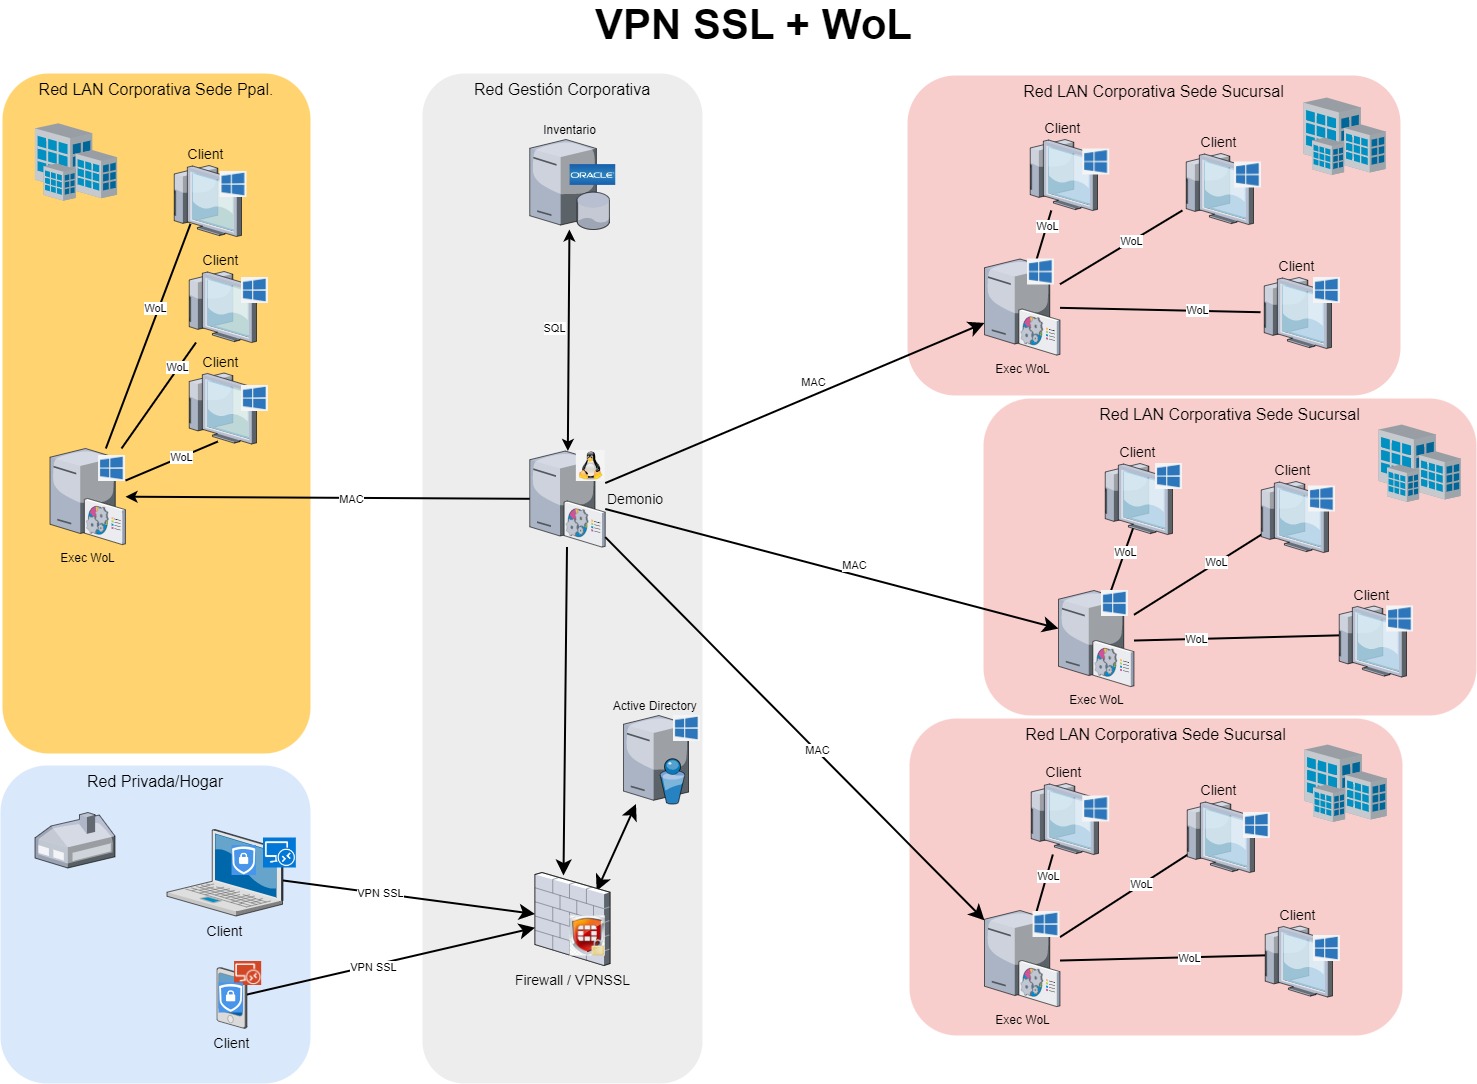 VPN SSL + WoL
Red LAN Corporativa Sede Ppal.
Client
Client
Client
WoL
WoL
WoL
Exec WoL
MAC
Red Privada/Hogar
Client
VPN SSL
Client
VPN SSL
Red Gestión Corporativa
Inventario
ORACLE
SQL
Demonio
Active Directory
Firewall / VPNSSL
MAC
MAC
MAC
Red LAN Corporativa Sede Sucursal
Client
Client
Client
WoL
WoL
WoL
Exec WoL
Red LAN Corporativa Sede Sucursal
Client
Client
Client
WoL
WoL
WoL
Exec WoL
Red LAN Corporativa Sede Sucursal
Client
Client
Client
WoL
WoL
WoL
Exec WoL